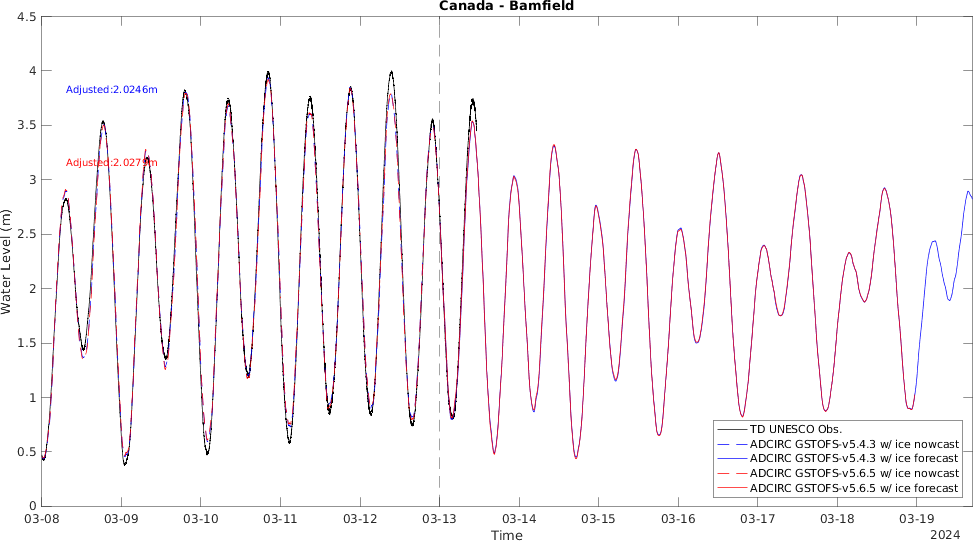 Canada - Bamfield
4.5
4
3.5
3
2.5
2
1.5
1
0.5
0
Water Level (m)
Adjusted:2.0246m
Adjusted:2.0279m
TD UNESCO Obs.
ADCIRC GSTOFS-v5.4.3 w/ ice nowcast
ADCIRC GSTOFS-v5.4.3 w/ ice forecast
ADCIRC GSTOFS-v5.6.5 w/ ice nowcast
ADCIRC GSTOFS-v5.6.5 w/ ice forecast
03-08 03-09 03-10 03-11 03-12 03-13 03-14 03-15 03-16 03-17 03-18 03-19
Time
2024